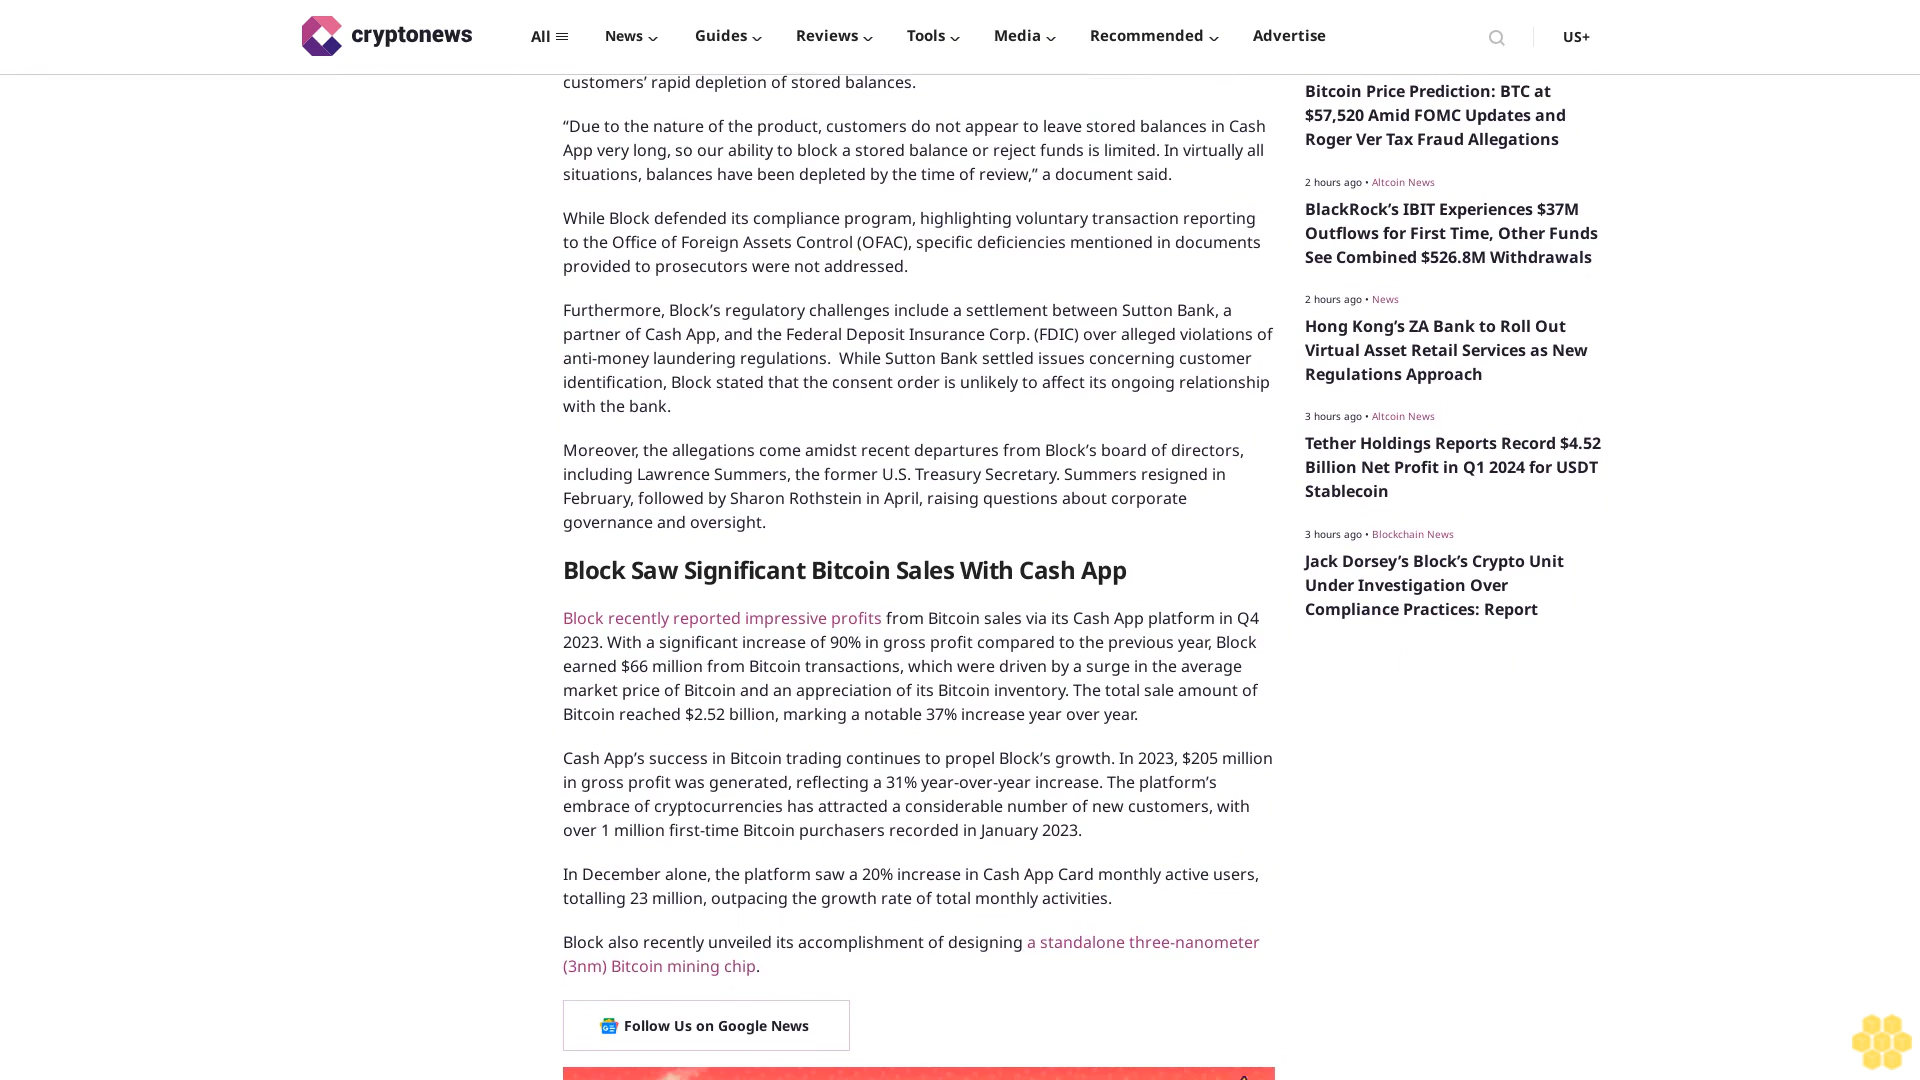 cryptonews
All
News
Guides
Reviews
Tools
Media
Recommended
Advertise
US+
customers’ rapid depletion of stored balances.
“Due to the nature of the product, customers do not appear to leave stored balances in Cash
App very long, so our ability to block a stored balance or reject funds is limited. In virtually all
situations, balances have been depleted by the time of review,” a document said.
While Block defended its compliance program, highlighting voluntary transaction reporting
to the Office of Foreign Assets Control (OFAC), specific deficiencies mentioned in documents
provided to prosecutors were not addressed.
Furthermore, Block’s regulatory challenges include a settlement between Sutton Bank, a
partner of Cash App, and the Federal Deposit Insurance Corp. (FDIC) over alleged violations of
anti-money laundering regulations.  While Sutton Bank settled issues concerning customer
identification, Block stated that the consent order is unlikely to affect its ongoing relationship
with the bank.
Moreover, the allegations come amidst recent departures from Block’s board of directors,
including Lawrence Summers, the former U.S. Treasury Secretary. Summers resigned in
February, followed by Sharon Rothstein in April, raising questions about corporate
governance and oversight.
Block Saw Significant Bitcoin Sales With Cash App
Block recently reported impressive profits from Bitcoin sales via its Cash App platform in Q4
2023. With a significant increase of 90% in gross profit compared to the previous year, Block
earned $66 million from Bitcoin transactions, which were driven by a surge in the average
market price of Bitcoin and an appreciation of its Bitcoin inventory. The total sale amount of
Bitcoin reached $2.52 billion, marking a notable 37% increase year over year.
Cash App’s success in Bitcoin trading continues to propel Block’s growth. In 2023, $205 million
in gross profit was generated, reflecting a 31% year-over-year increase. The platform’s
embrace of cryptocurrencies has attracted a considerable number of new customers, with
over 1 million first-time Bitcoin purchasers recorded in January 2023.
In December alone, the platform saw a 20% increase in Cash App Card monthly active users,
totalling 23 million, outpacing the growth rate of total monthly activities.
Block also recently unveiled its accomplishment of designing a standalone three-nanometer
(3nm) Bitcoin mining chip.
Follow Us on Google News
Bitcoin Price Prediction: BTC at
$57,520 Amid FOMC Updates and
Roger Ver Tax Fraud Allegations
2 hours ago • Altcoin News
BlackRock’s IBIT Experiences $37M
Outflows for First Time, Other Funds
See Combined $526.8M Withdrawals
2 hours ago • News
Hong Kong’s ZA Bank to Roll Out
Virtual Asset Retail Services as New
Regulations Approach
3 hours ago • Altcoin News
Tether Holdings Reports Record $4.52
Billion Net Profit in Q1 2024 for USDT
Stablecoin
3 hours ago • Blockchain News
Jack Dorsey’s Block’s Crypto Unit
Under Investigation Over
Compliance Practices: Report